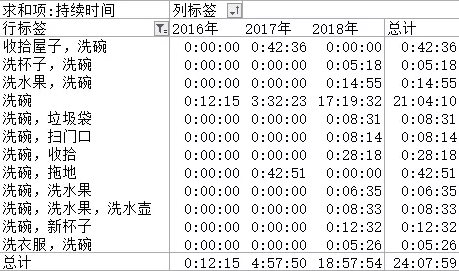 求和项:持续时间 列标签
行标签 2016年 2017年 2018年 总计
收拾屋子，洗碗 0:00:00 0:42:36 0:00:00 0:42:36
洗杯子，洗碗 0:00:00 0:00:00 0:05:18 0:05:18
洗水果，洗碗 0:00:00 0:00:00 0:14:55 0:14:55
洗碗 0:12:15 3:32:23 17:19:32 21:04:10
洗碗，垃圾袋 0:00:00 0:00:00 0:08:31 0:08:31
洗碗，扫门口 0:00:00 0:00:00 0:08:14 0:08:14
洗碗，收拾 0:00:00 0:00:00 0:28:18 0:28:18
洗碗，拖地 0:00:00 0:42:51 0:00:00 0:42:51
洗碗，洗水果 0:00:00 0:00:00 0:06:35 0:06:35
洗碗，洗水果，洗水壶 0:00:00 0:00:00 0:08:33 0:08:33
洗碗，新杯子 0:00:00 0:00:00 0:12:32 0:12:32
洗衣服，洗碗 0:00:00 0:00:00 0:05:26 0:05:26
总计 0:12:15 4:57:50 18:57:54 24:07:59